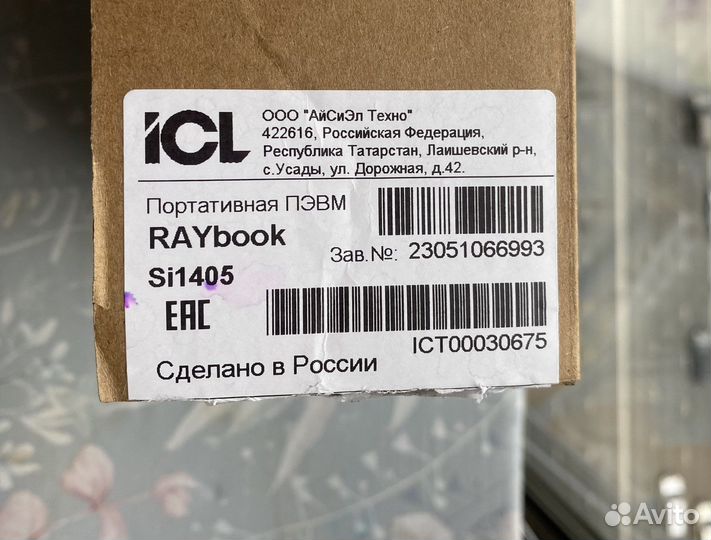 ICL
ООО "АйСиЭл Техно"
422616, Российская Федерация,
Республика Татарстан, Лаишевский р-н,
с.Усады, ул. Дорожная, д.42.
Портативная ПЭВМ
RAYbook
Зав.№: 23051066993
Si1405
EAC
ICT00030675
Сделано в России
Avito